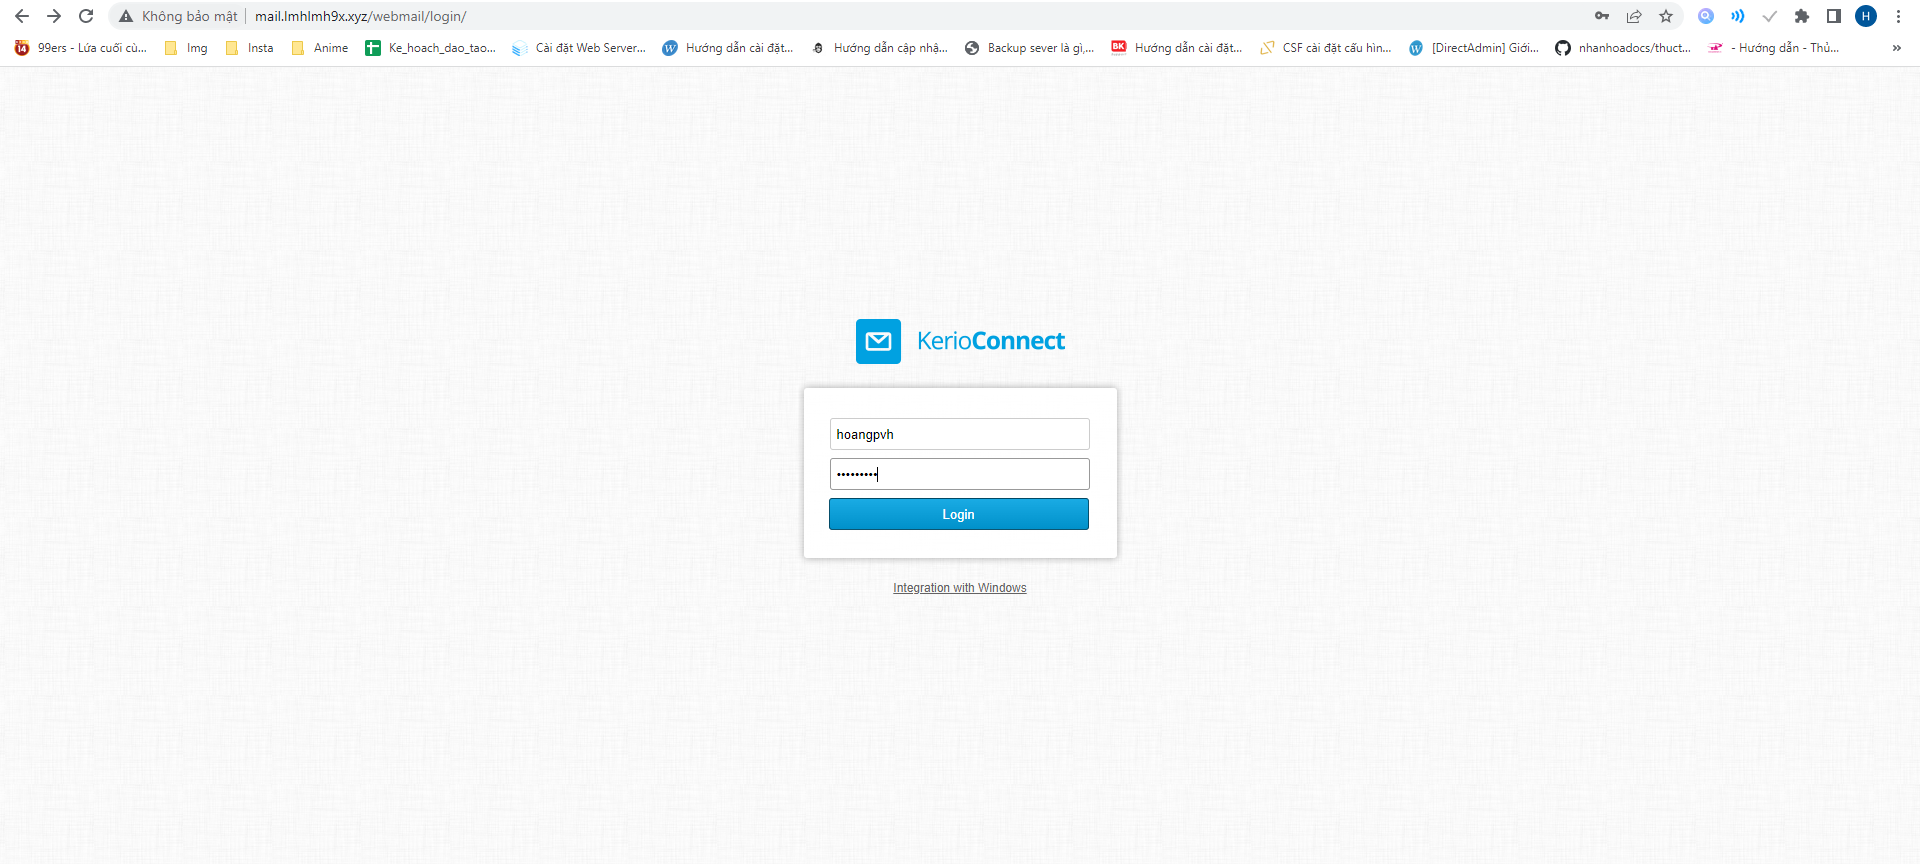 Không bảo mật mail.lmhlmh9x.xyz/webmail/login/ H
99ers - Lứa cuối cù... Img Insta Anime Ke_hoach_dao_tao... Cài đặt Web Server... Hướng dẫn cài đặt... Hướng dẫn cập nhậ... Backup sever là gì,... BK Hướng dẫn cài đặt... CSF cài đặt cấu hìn... [DirectAdmin] Giới... nhanhoadocs/thuct... - Hướng dẫn - Thủ... »
KerioConnect
hoangpvh
•••••••••
Login
Integration with Windows